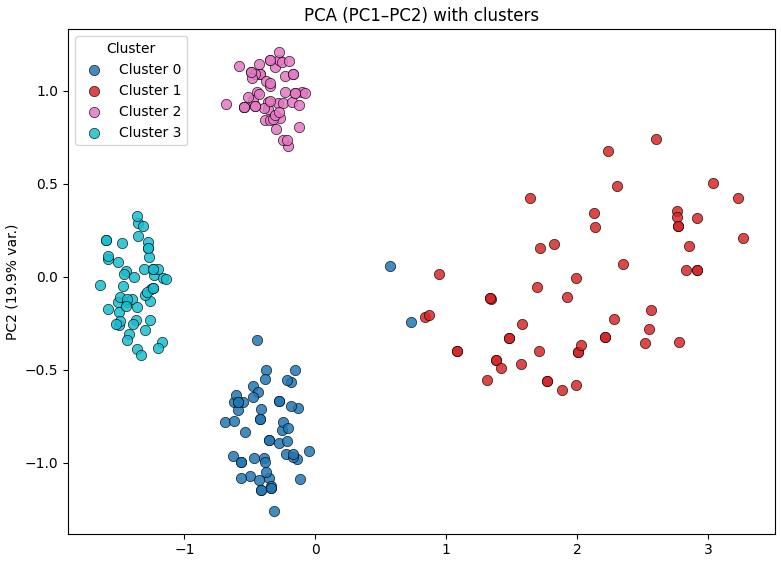 PCA (PC1–PC2) with clusters
Cluster
Cluster 0
Cluster 1
Cluster 2
Cluster 3
PC2 (19.9% var.)
1.0
0.5
0.0
−0.5
−1.0
−1
0
1
2
3